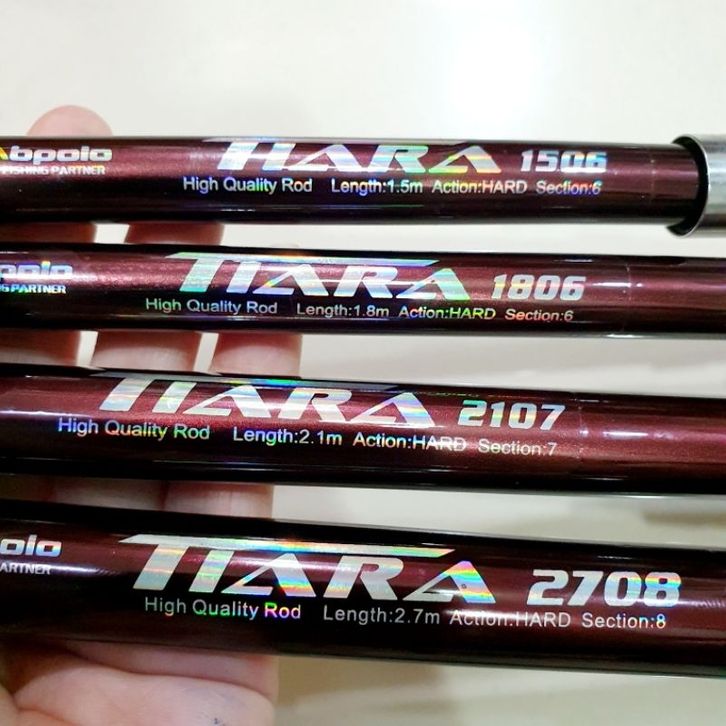 Abpolo TIARA 1506
FISHING PARTNER
High Quality Rod Length:1.5m Action:HARD Section:6
TIARA 1806
PARTNER
High Quality Rod Length:1.8m Action:HARD Section:6
TIARA 2107
High Quality Rod Length:2.1m Action:HARD Section:7
TIARA 2708
High Quality Rod Length:2.7m Action:HARD Section:8